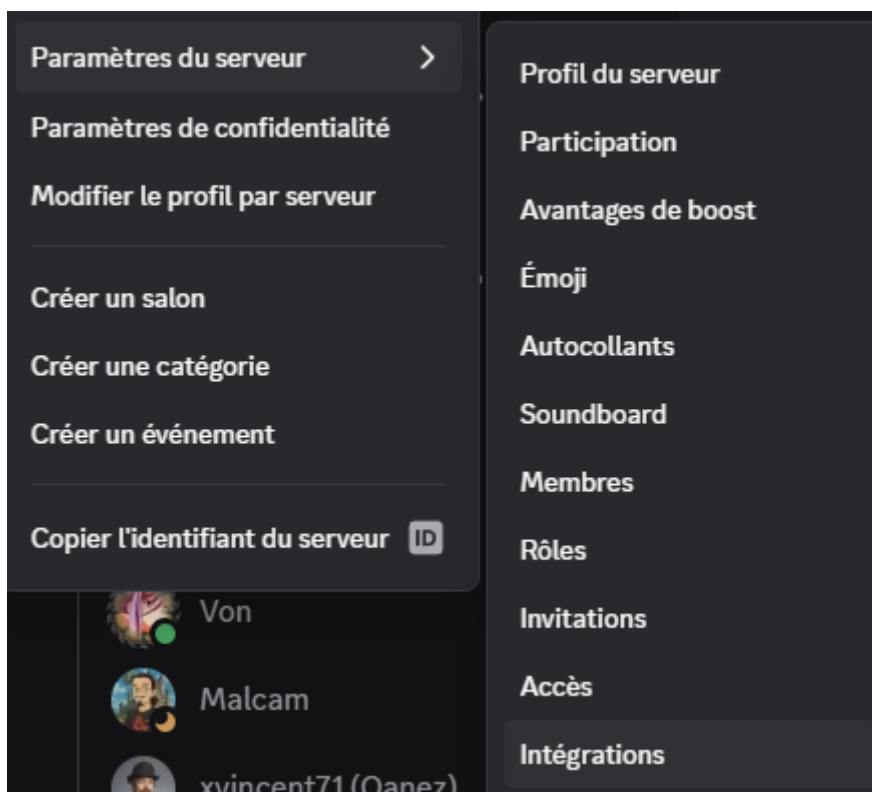 Paramètres du serveur
Paramètres de confidentialité
Modifier le profil par serveur
Créer un salon
Créer une catégorie
Créer un événement
Copier l'identifiant du serveur ID
Von
Malcam
xvincent71 (Oanez)
Profil du serveur
Participation
Avantages de boost
Émoji
Autocollants
Soundboard
Membres
Rôles
Invitations
Accès
Intégrations